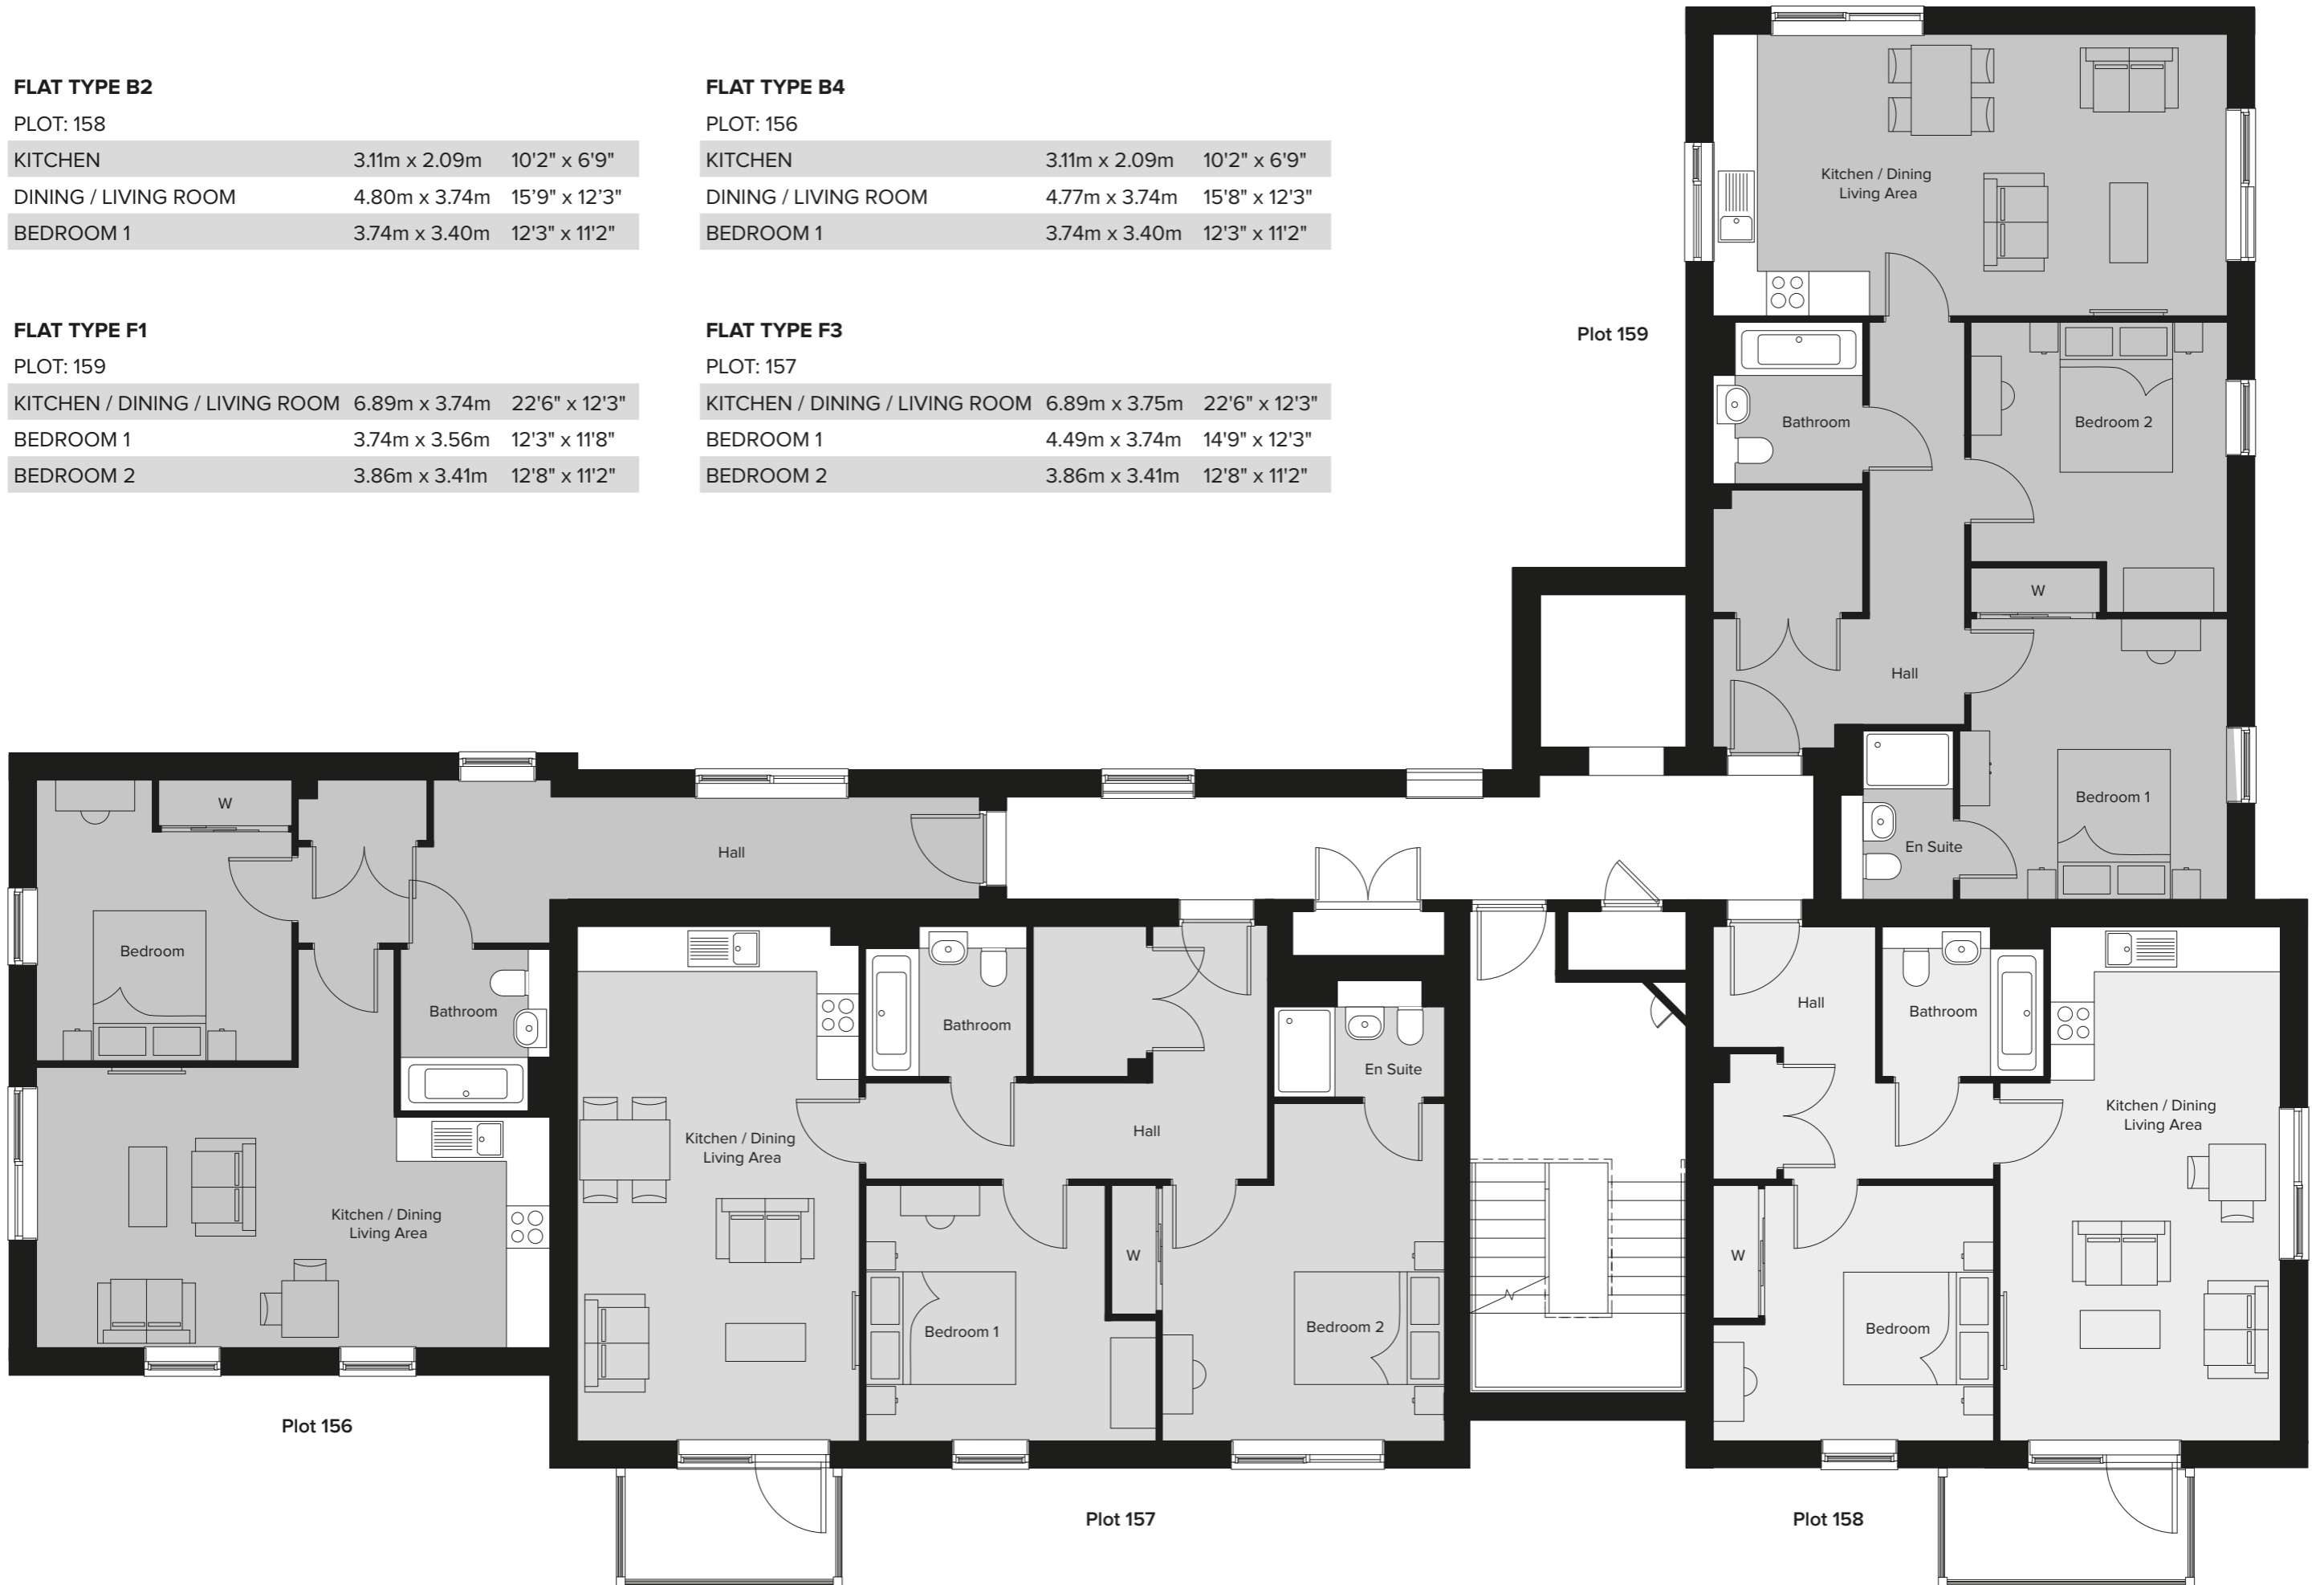 FLAT TYPE B2
PLOT: 158
KITCHEN 3.11m x 2.09m 10'2" x 6'9"
DINING / LIVING ROOM 4.80m x 3.74m 15’9" x 12’3"
BEDROOM 1 3.74m x 3.40m 12'3" x 11'2"
FLAT TYPE B4
PLOT: 156
KITCHEN 3.11m x 2.09m 10'2" x 6'9"
DINING / LIVING ROOM 4.77m x 3.74m 15'8" x 12'3"
BEDROOM 1 3.74m x 3.40m 12'3" x 11'2"
FLAT TYPE F1
PLOT: 159
KITCHEN / DINING / LIVING ROOM 6.89m x 3.74m 22'6" x 12'3"
BEDROOM 1 3.74m x 3.56m 12'3" x 11'8"
BEDROOM 2 3.86m x 3.41m 12'8" x 11'2"
FLAT TYPE F3
PLOT: 157
KITCHEN / DINING / LIVING ROOM 6.89m x 3.75m 22'6" x 12'3"
BEDROOM 1 4.49m x 3.74m 14'9" x 12'3"
BEDROOM 2 3.86m x 3.41m 12'8" x 11'2"
Kitchen / Dining
Living Area
Plot 159
Bathroom
Bedroom 2
W
Hall
Bedroom 1
En Suite
W
Hall
Bedroom
Bathroom
Kitchen / Dining
Living Area
Plot 156
Bathroom
En Suite
Kitchen / Dining
Living Area
Hall
W
Bedroom 1
Bedroom 2
Plot 157
Hall
Bathroom
Kitchen / Dining
Living Area
W
Bedroom
Plot 158